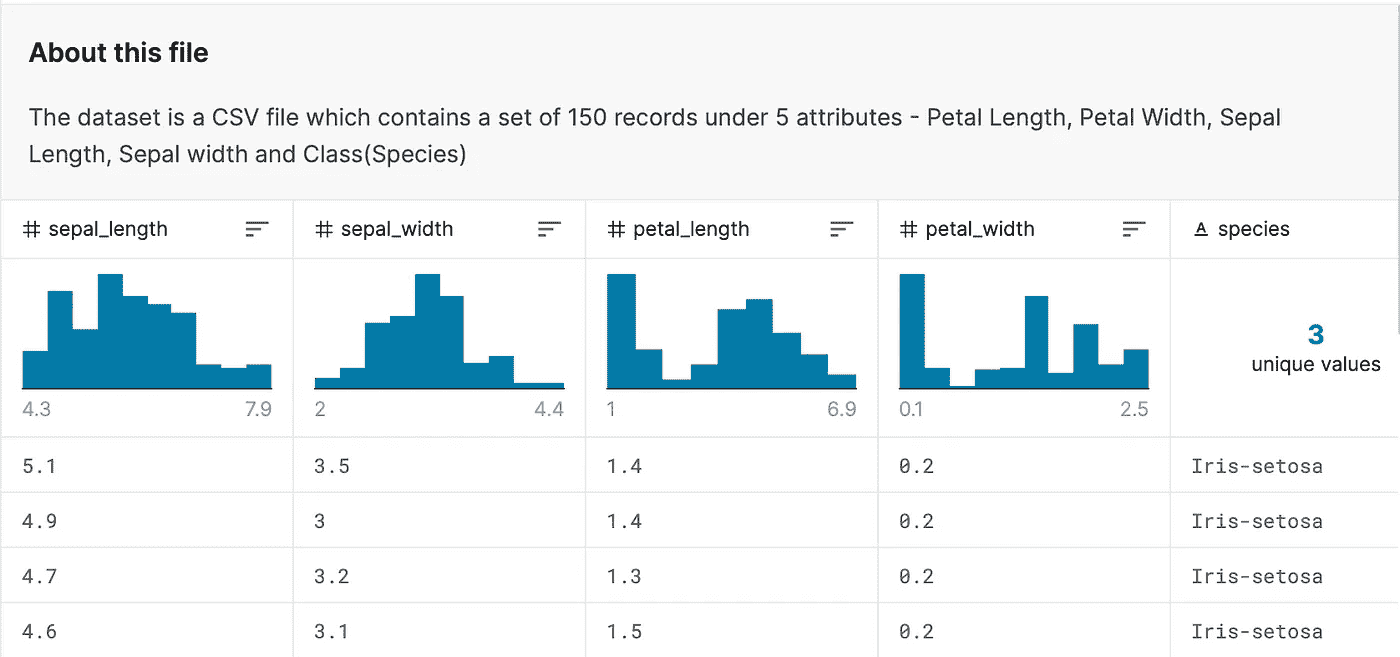 About this file
The dataset is a CSV file which contains a set of 150 records under 5 attributes - Petal Length, Petal Width, Sepal
Length, Sepal width and Class(Species)
# sepal_length # sepal_width # petal_length # petal_width A species
3
unique values
4.3 7.9 2 4.4 1 6.9 0.1 2.5
5.1 3.5 1.4 0.2 Iris-setosa
4.9 3 1.4 0.2 Iris-setosa
4.7 3.2 1.3 0.2 Iris-setosa
4.6 3.1 1.5 0.2 Iris-setosa